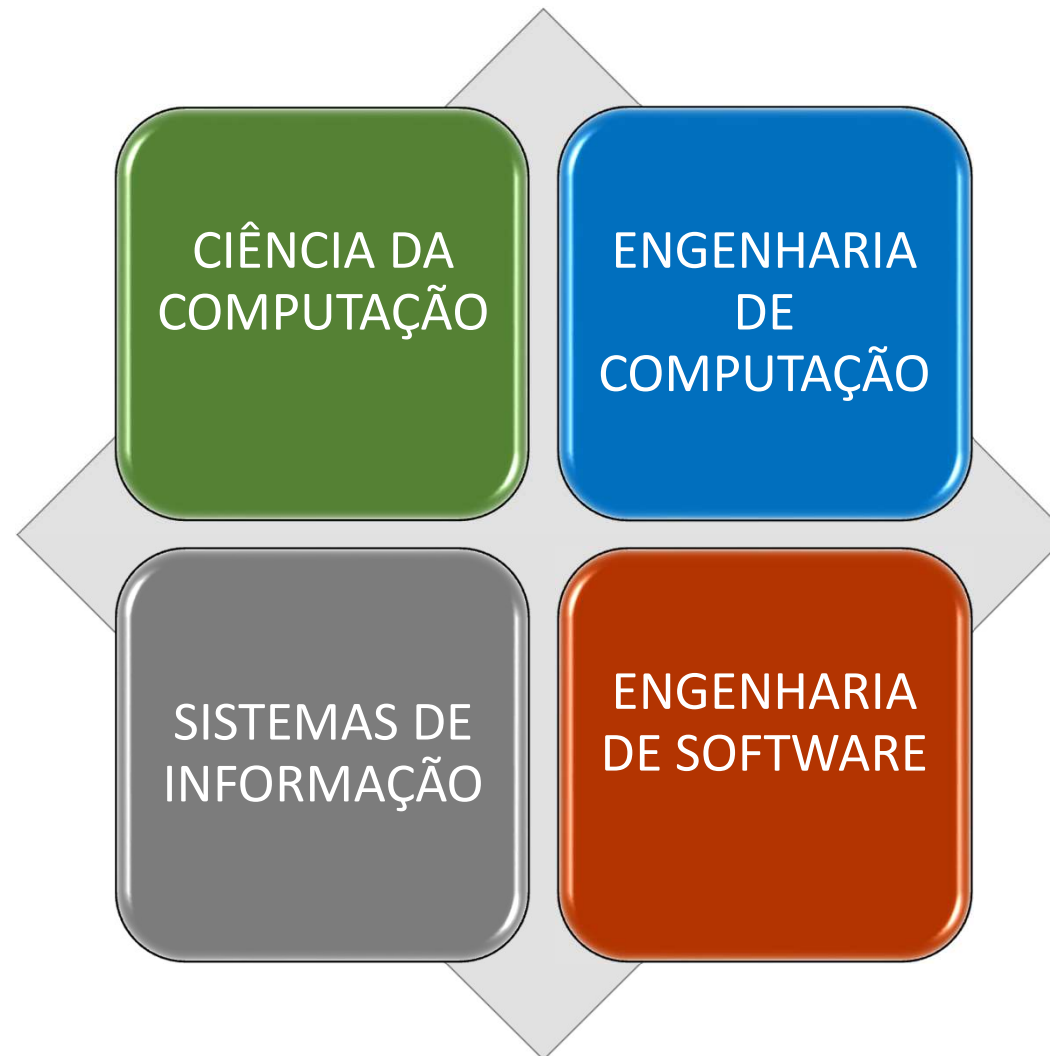 CIÊNCIA DA
COMPUTAÇÃO
ENGENHARIA
DE
COMPUTAÇÃO
SISTEMAS DE
INFORMAÇÃO
ENGENHARIA
DE SOFTWARE